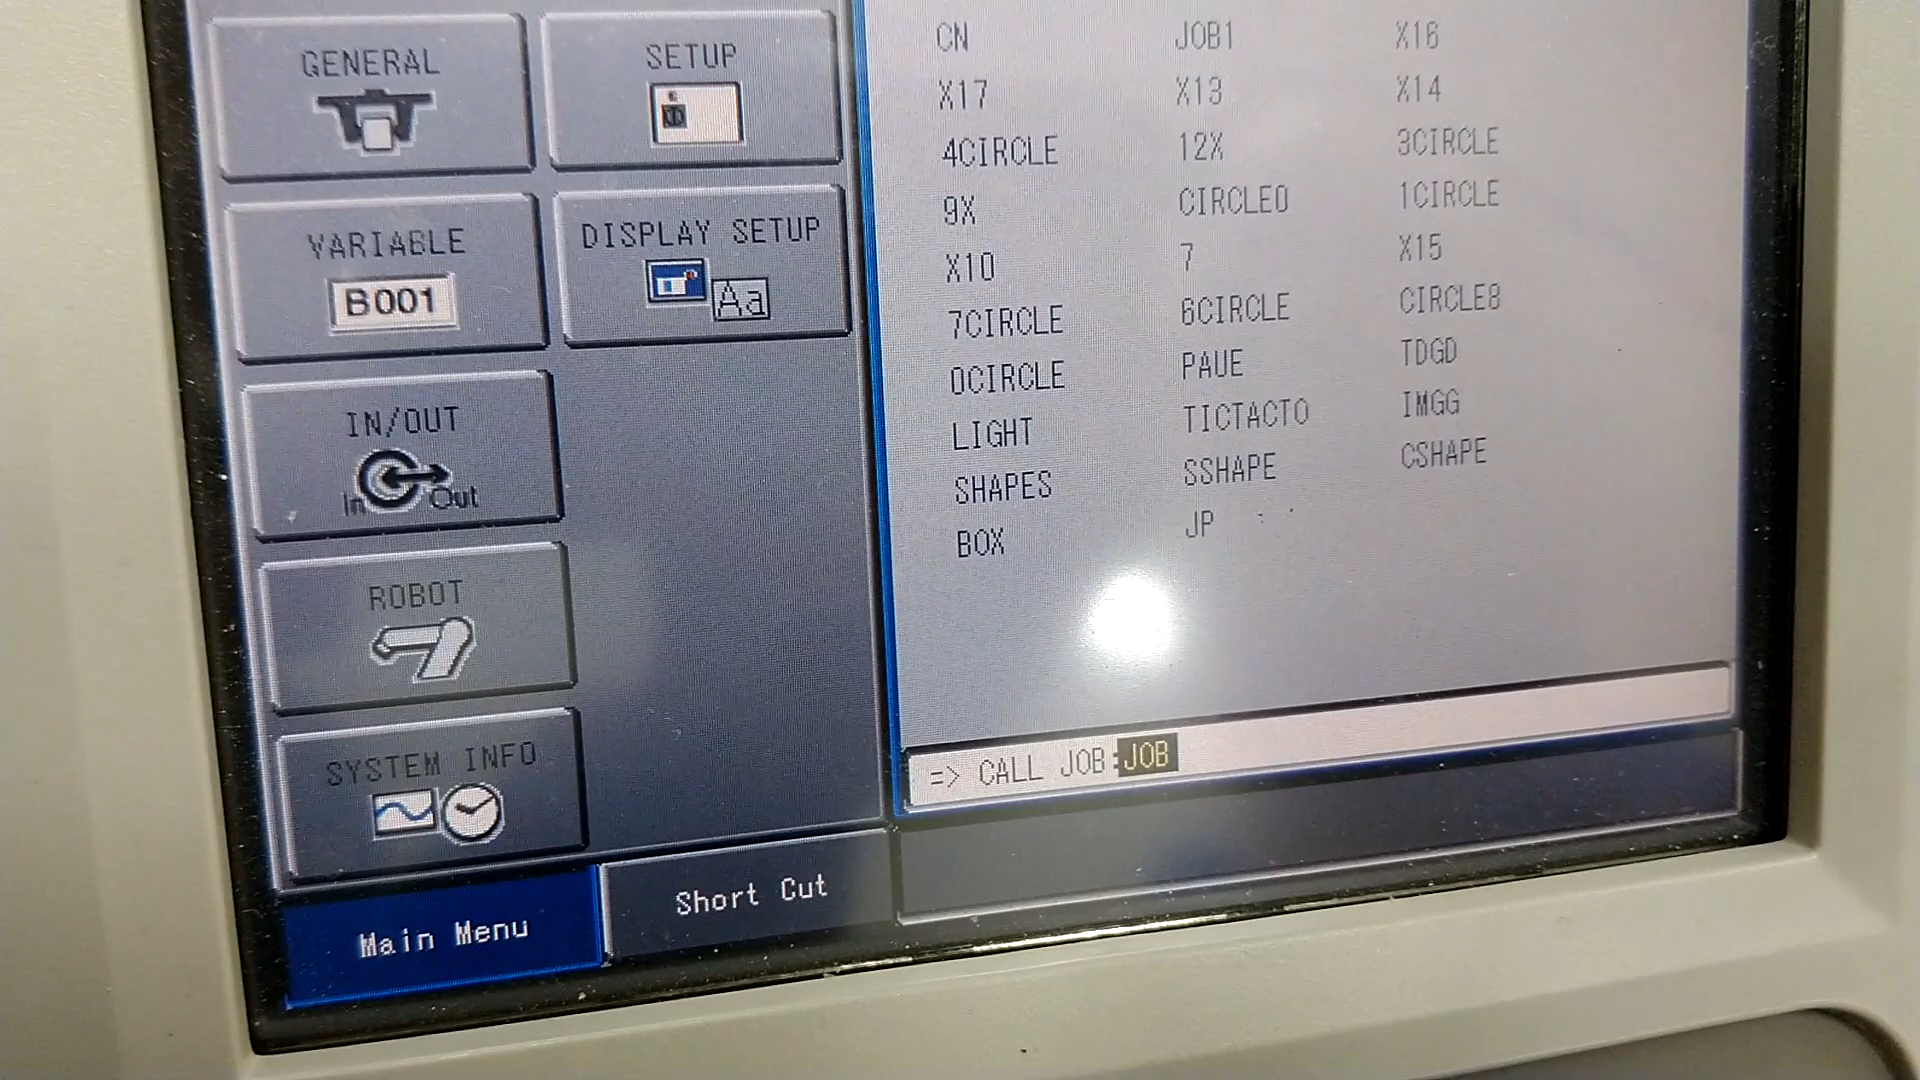 GENERAL
SETUP
VARIABLE
B001
DISPLAY SETUP
Aa
IN/OUT
In Out
ROBOT
SYSTEM INFO
Main Menu
Short Cut
CN JOB1 X16
X17 X13 X14
4CIRCLE 12X 3CIRCLE
9X CIRCLE0 1CIRCLE
X10 7 X15
7CIRCLE 6CIRCLE CIRCLE8
0CIRCLE PAUE TDGD
LIGHT TICTACTO IMGG
SHAPES SSHAPE CSHAPE
BOX JP
=> CALL JOB:JOB